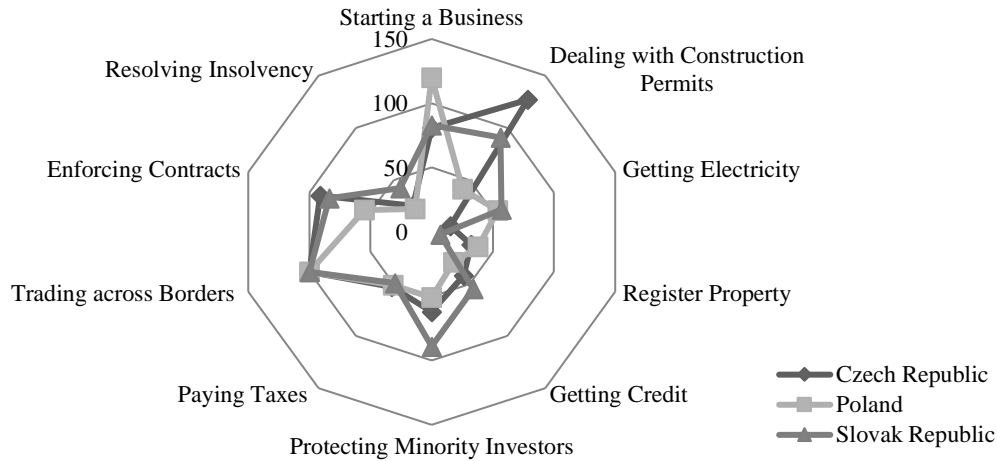 Starting a Business
150
Dealing with Construction
Permits
Resolving Insolvency
100
Enforcing Contracts
50
Getting Electricity
0
Trading across Borders
Register Property
Paying Taxes
Getting Credit
Protecting Minority Investors
Czech Republic
Poland
Slovak Republic